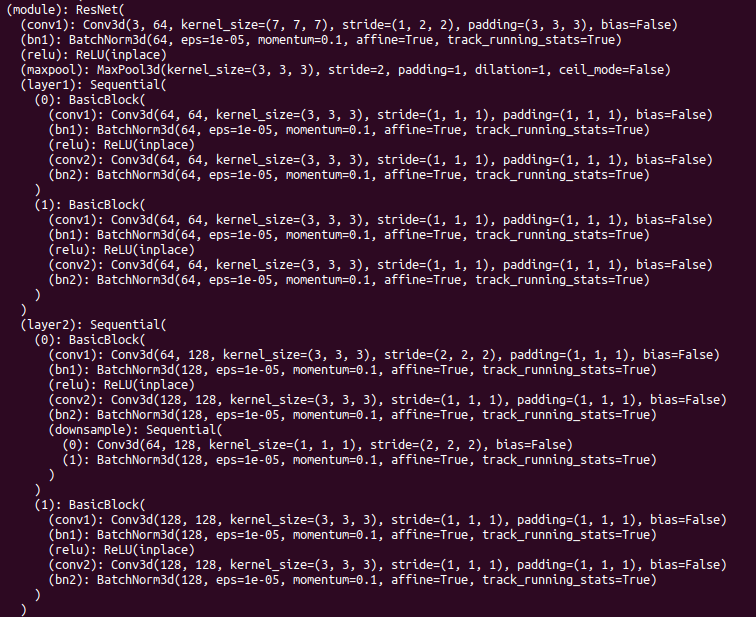 (module): ResNet(
(conv1): Conv3d(3, 64, kernel_size=(7, 7, 7), stride=(1, 2, 2), padding=(3, 3, 3), bias=False)
(bn1): BatchNorm3d(64, eps=1e-05, momentum=0.1, affine=True, track_running_stats=True)
(relu): ReLU(inplace)
(maxpool): MaxPool3d(kernel_size=(3, 3, 3), stride=2, padding=1, dilation=1, ceil_mode=False)
(layer1): Sequential(
(0): BasicBlock(
(conv1): Conv3d(64, 64, kernel_size=(3, 3, 3), stride=(1, 1, 1), padding=(1, 1, 1), bias=False)
(bn1): BatchNorm3d(64, eps=1e-05, momentum=0.1, affine=True, track_running_stats=True)
(relu): ReLU(inplace)
(conv2): Conv3d(64, 64, kernel_size=(3, 3, 3), stride=(1, 1, 1), padding=(1, 1, 1), bias=False)
(bn2): BatchNorm3d(64, eps=1e-05, momentum=0.1, affine=True, track_running_stats=True)
)
(1): BasicBlock(
(conv1): Conv3d(64, 64, kernel_size=(3, 3, 3), stride=(1, 1, 1), padding=(1, 1, 1), bias=False)
(bn1): BatchNorm3d(64, eps=1e-05, momentum=0.1, affine=True, track_running_stats=True)
(relu): ReLU(inplace)
(conv2): Conv3d(64, 64, kernel_size=(3, 3, 3), stride=(1, 1, 1), padding=(1, 1, 1), bias=False)
(bn2): BatchNorm3d(64, eps=1e-05, momentum=0.1, affine=True, track_running_stats=True)
)
)
(layer2): Sequential(
(0): BasicBlock(
(conv1): Conv3d(64, 128, kernel_size=(3, 3, 3), stride=(2, 2, 2), padding=(1, 1, 1), bias=False)
(bn1): BatchNorm3d(128, eps=1e-05, momentum=0.1, affine=True, track_running_stats=True)
(relu): ReLU(inplace)
(conv2): Conv3d(128, 128, kernel_size=(3, 3, 3), stride=(1, 1, 1), padding=(1, 1, 1), bias=False)
(bn2): BatchNorm3d(128, eps=1e-05, momentum=0.1, affine=True, track_running_stats=True)
(downsample): Sequential(
(0): Conv3d(64, 128, kernel_size=(1, 1, 1), stride=(2, 2, 2), bias=False)
(1): BatchNorm3d(128, eps=1e-05, momentum=0.1, affine=True, track_running_stats=True)
)
)
(1): BasicBlock(
(conv1): Conv3d(128, 128, kernel_size=(3, 3, 3), stride=(1, 1, 1), padding=(1, 1, 1), bias=False)
(bn1): BatchNorm3d(128, eps=1e-05, momentum=0.1, affine=True, track_running_stats=True)
(relu): ReLU(inplace)
(conv2): Conv3d(128, 128, kernel_size=(3, 3, 3), stride=(1, 1, 1), padding=(1, 1, 1), bias=False)
(bn2): BatchNorm3d(128, eps=1e-05, momentum=0.1, affine=True, track_running_stats=True)
)
)